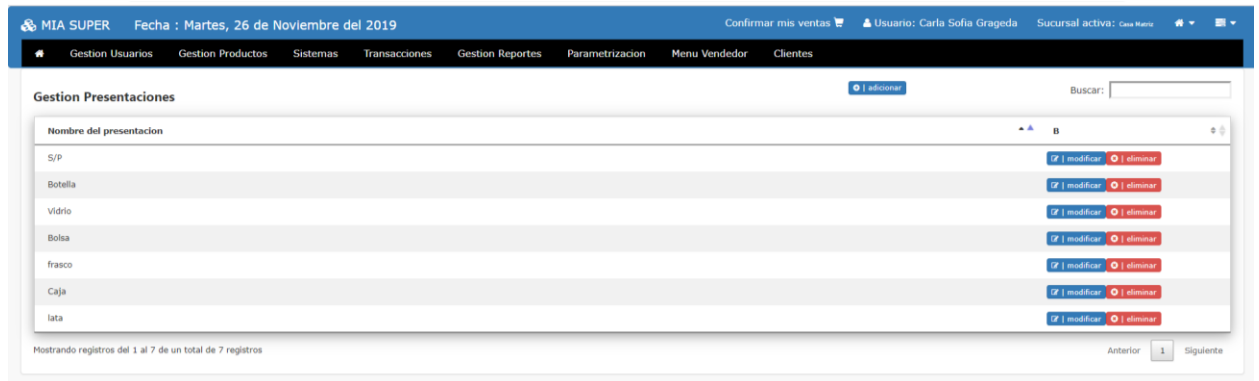 MIA SUPER Fecha : Martes, 26 de Noviembre del 2019 Confirmar mis ventas Usuario: Carla Sofia Grageda Sucursal activa: Casa Matriz
Gestion Usuarios Gestion Productos Sistemas Transacciones Gestion Reportes Parametrizacion Menu Vendedor Clientes
Gestion Presentaciones | adicionar Buscar:
Nombre del presentacion B
S/P | modificar | eliminar
Botella | modificar | eliminar
Vidrio | modificar | eliminar
Bolsa | modificar | eliminar
frasco | modificar | eliminar
Caja | modificar | eliminar
lata | modificar | eliminar
Mostrando registros del 1 al 7 de un total de 7 registros Anterior 1 Siguiente